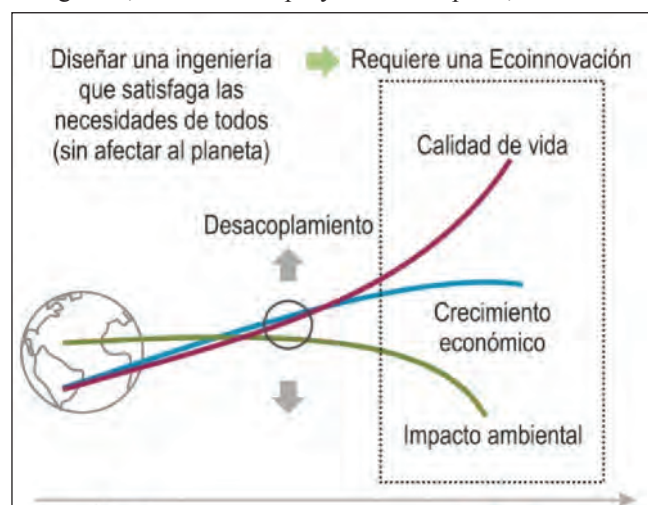 Diseñar una ingeniería
que satisfaga las
necesidades de todos
(sin afectar al planeta)
Requiere una Ecoinnovación
Calidad de vida
Desacoplamiento
Crecimiento
económico
Impacto ambiental